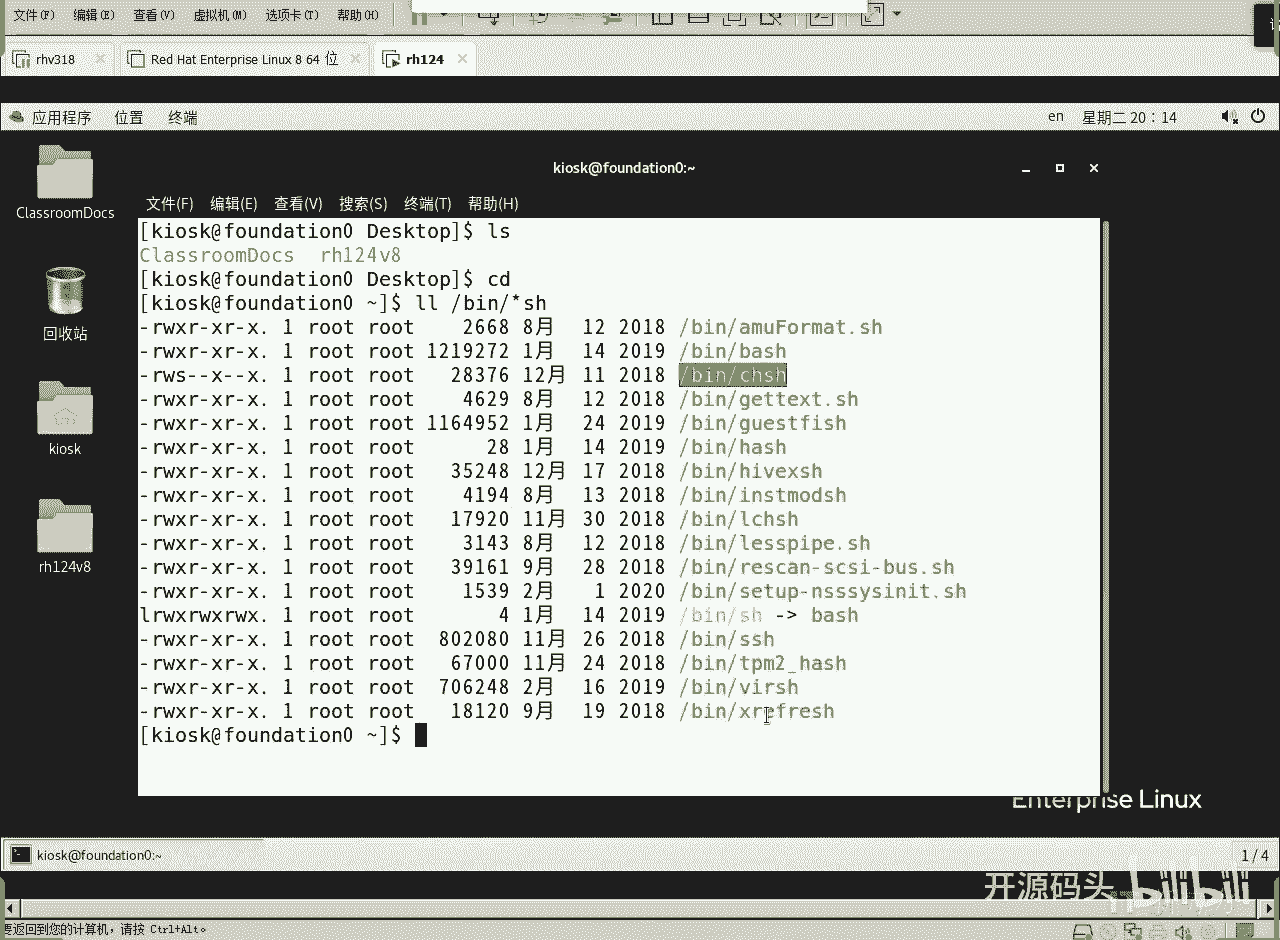 文件(F) 编辑(E) 查看(V) 虚拟机(M) 选项卡(T) 帮助(H)
rhv318 Red Hat Enterprise Linux 8 64 位 rh124
应用程序 位置 终端 en 星期二 20：14
ClassroomDocs
回收站
kiosk
rh124v8
kiosk@foundation0:~
文件(F) 编辑(E) 查看(V) 搜索(S) 终端(T) 帮助(H)
[kiosk@foundation0 Desktop]$ ls
ClassroomDocs rh124v8
[kiosk@foundation0 Desktop]$ cd
[kiosk@foundation0 ~]$ ll /bin/*sh
-rwxr-xr-x. 1 root root 2668 8月 12 2018 /bin/amuFormat.sh
-rwxr-xr-x. 1 root root 1219272 1月 14 2019 /bin/bash
-rws--x--x. 1 root root 28376 12月 11 2018 /bin/chsh
-rwxr-xr-x. 1 root root 4629 8月 12 2018 /bin/gettext.sh
-rwxr-xr-x. 1 root root 1164952 1月 24 2019 /bin/guestfish
-rwxr-xr-x. 1 root root 28 1月 14 2019 /bin/hash
-rwxr-xr-x. 1 root root 35248 12月 17 2018 /bin/hivexsh
-rwxr-xr-x. 1 root root 4194 8月 13 2018 /bin/instmodsh
-rwxr-xr-x. 1 root root 17920 11月 30 2018 /bin/lchsh
-rwxr-xr-x. 1 root root 3143 8月 12 2018 /bin/lesspipe.sh
-rwxr-xr-x. 1 root root 39161 9月 28 2018 /bin/rescan-scsi-bus.sh
-rwxr-xr-x. 1 root root 1539 2月 1 2020 /bin/setup-nsssysinit.sh
lrwxrwxrwx. 1 root root 4 1月 14 2019 /bin/sh -> bash
-rwxr-xr-x. 1 root root 802080 11月 26 2018 /bin/ssh
-rwxr-xr-x. 1 root root 67000 11月 24 2018 /bin/tpm2_hash
-rwxr-xr-x. 1 root root 706248 2月 16 2019 /bin/virsh
-rwxr-xr-x. 1 root root 18120 9月 19 2018 /bin/xrefresh
[kiosk@foundation0 ~]$
Enterprise Linux
kiosk@foundation0:~ 1 / 4
开源码头 bilibili
要返回到您的计算机，请按 Ctrl+Alt。